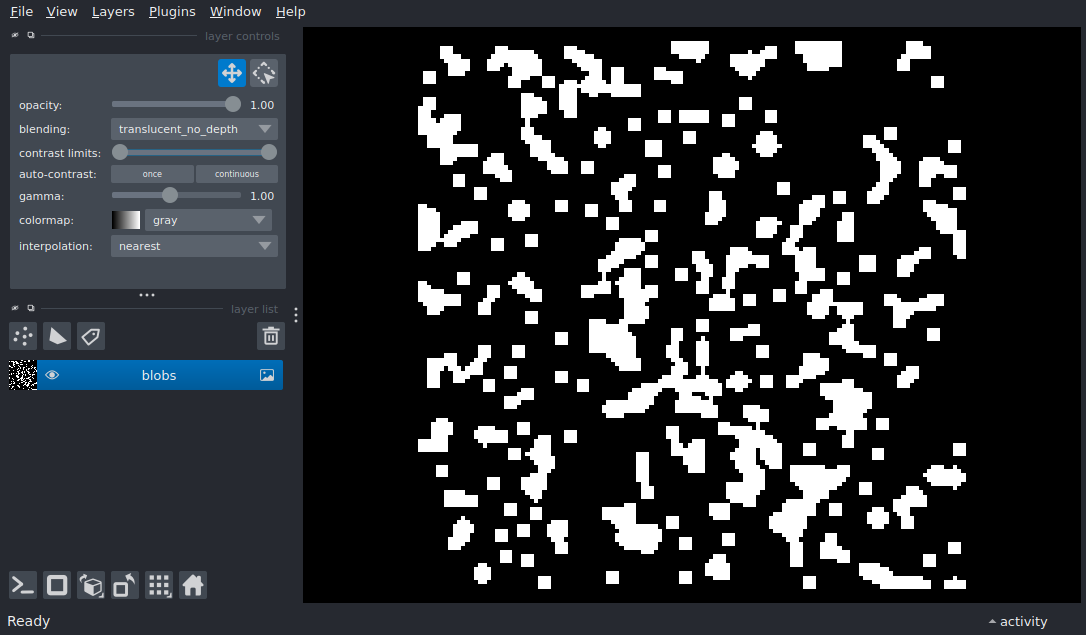 File View Layers Plugins Window Help
layer controls
opacity: 1.00
blending: translucent_no_depth
contrast limits:
auto-contrast: once continuous
gamma: 1.00
colormap: gray
interpolation: nearest
layer list
blobs
Ready activity